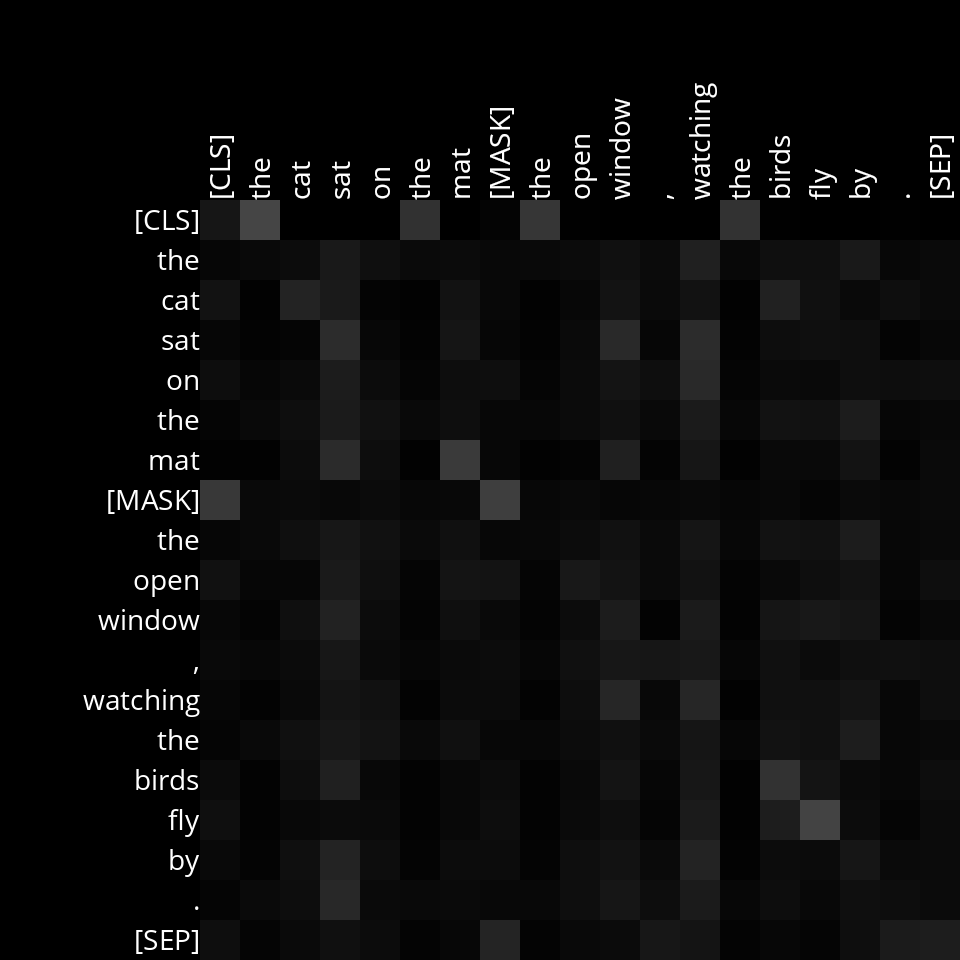 [CLS] the cat sat on the mat [MASK] the open window , watching the birds fly by . [SEP]
[CLS]
the
cat
sat
on
the
mat
[MASK]
the
open
window
,
watching
the
birds
fly
by
.
[SEP]